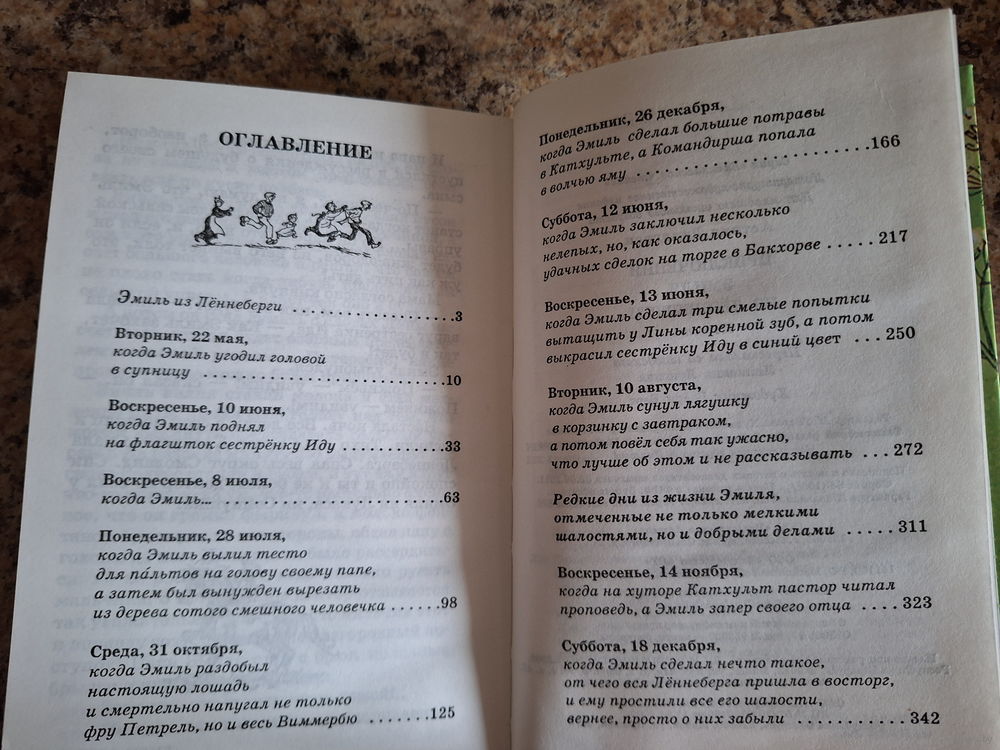 ОГЛАВЛЕНИЕ
Эмиль из Лённеберги ....................3
Вторник, 22 мая,
когда Эмиль угодил головой
в супницу ..............................10
Воскресенье, 10 июня,
когда Эмиль поднял
на флагшток сестрёнку Иду ............33
Воскресенье, 8 июля,
когда Эмиль... ..........................63
Понедельник, 28 июля,
когда Эмиль вылил тесто
для па́льтов на голову своему папе,
а затем был вынужден вырезать
из дерева сотого смешного человечка ......98
Среда, 31 октября,
когда Эмиль раздобыл
настоящую лошадь
и смертельно напугал не только
фру Петрель, но и весь Виммербю .......125
Понедельник, 26 декабря,
когда Эмиль сделал большие потравы
в Катхульте, а Командирша попала
в волчью яму .........................166
Суббота, 12 июня,
когда Эмиль заключил несколько
нелепых, но, как оказалось,
удачных сделок на торге в Бакхорве .....217
Воскресенье, 13 июня,
когда Эмиль сделал три смелые попытки
вытащить у Лины коренной зуб, а потом
выкрасил сестрёнку Иду в синий цвет ...250
Вторник, 10 августа,
когда Эмиль сунул лягушку
в корзинку с завтраком,
а потом повёл себя так ужасно,
что лучше об этом и не рассказывать ...272
Редкие дни из жизни Эмиля,
отмеченные не только мелкими
шалостями, но и добрыми делами .....311
Воскресенье, 14 ноября,
когда на хуторе Катхульт пастор читал
проповедь, а Эмиль запер своего отца ....323
Суббота, 18 декабря,
когда Эмиль сделал нечто такое,
от чего вся Лённеберга пришла в восторг,
и ему простили все его шалости,
вернее, просто о них забыли ...........342